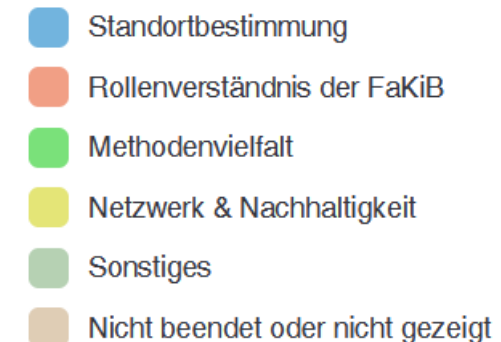 Standortbestimmung
Rollenverständnis der FaKiB
Methodenvielfalt
Netzwerk & Nachhaltigkeit
Sonstiges
Nicht beendet oder nicht gezeigt